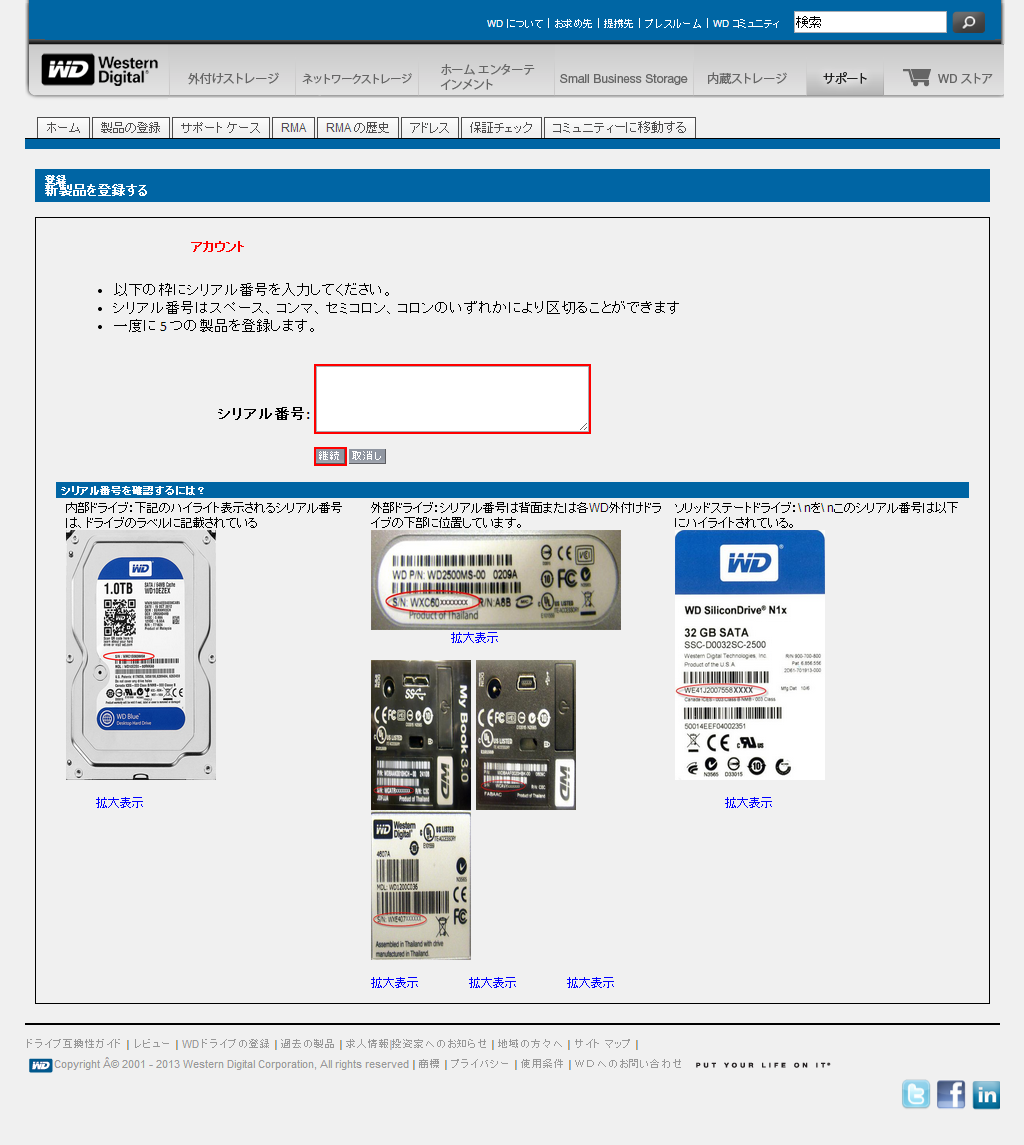 WD について | お求め先 | 提携先 | プレスルーム | WD コミュニティ
検索
WD Western Digital
外付けストレージ
ネットワークストレージ
ホーム エンターテインメント
Small Business Storage
内蔵ストレージ
サポート
WD ストア
ホーム
製品の登録
サポート ケース
RMA
RMA の歴史
アドレス
保証チェック
コミュニティーに移動する
登録
新製品を登録する
アカウント
以下の枠にシリアル番号を入力してください。
シリアル番号はスペース、コンマ、セミコロン、コロンのいずれかにより区切ることができます
一度に５つの製品を登録します。
シリアル番号:
継続
取消し
シリアル番号を確認するには？
内部ドライブ：下記のハイライト表示されるシリアル番号
は、ドライブのラベルに記載されている
WD
1.0TB
SATA / 64MB Cache
WD10EZEX
WD Blue
Desktop Hard Drive
拡大表示
外部ドライブ：シリアル番号は背面または各WD外付けドラ
イブの下部に位置しています。
WD P/N: WD2500MS-00 0209A
S/N: WXC60xxxxxxx R/N:A8B
Product of Thailand
拡大表示
My Book 3.0
WD
Product of Thailand
WD
Product of Thailand
WD Western Digital
US LISTED
4607A
MDL: WD1200C036
S/N: WXE407xxxxxx
Assembled in Thailand with drive
manufactured in Thailand.
拡大表示
拡大表示
拡大表示
ソリッドステートドライブ：\nを\nこのシリアル番号は以下
にハイライトされている。
WD
WD SiliconDrive® N1x
32 GB SATA
SSC-D0032SC-2500
Western Digital Technologies, Inc.
Product of the U.S.A
R/N 900-700-800
WE41J2007558XXXX
50014EEF04002351
N3565 D33015
拡大表示
ドライブ互換性ガイド | レビュー | WDドライブの登録 | 過去の製品 | 求人情報|投資家へのお知らせ | 地域の方々へ | サイト マップ |
WD Copyright Â© 2001 - 2013 Western Digital Corporation, All rights reserved | 商標 | プライバシー | 使用条件 | ＷＤへのお問い合わせ PUT YOUR LIFE ON IT®